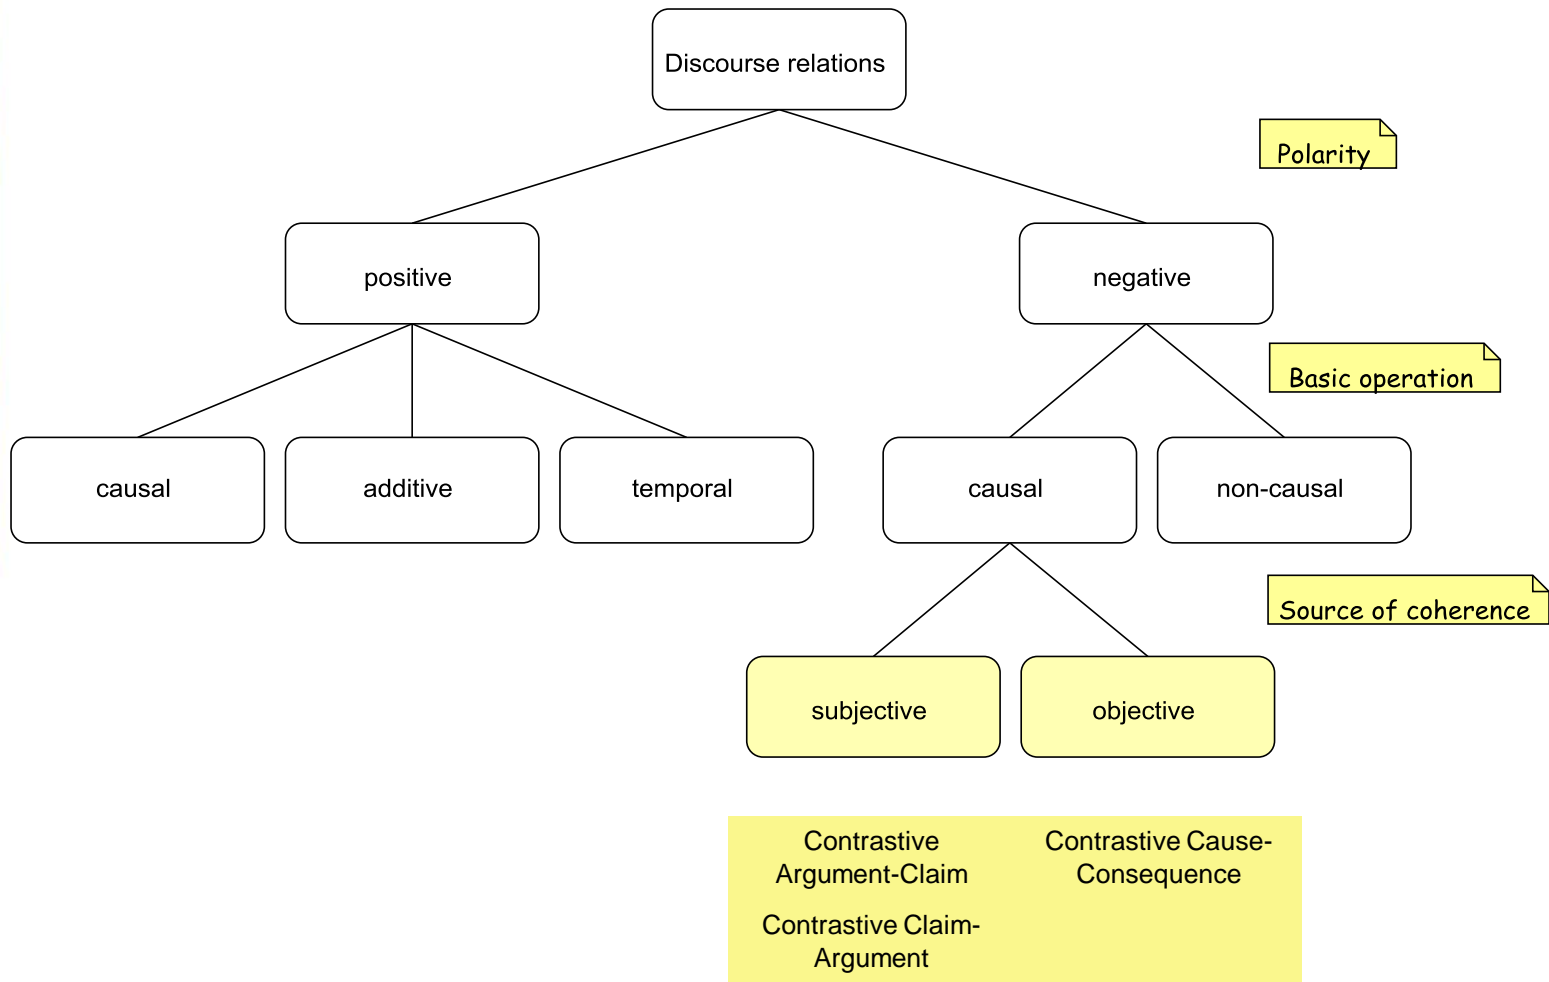 Discourse relations
Polarity
positive
negative
Basic operation
causal
additive
temporal
causal
non-causal
Source of coherence
subjective
objective
Contrastive
Argument-Claim
Contrastive Cause-
Consequence
Contrastive Claim-
Argument